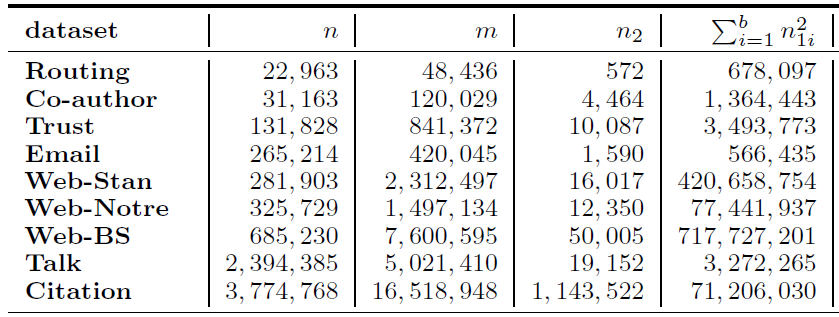 dataset n m n₂ ∑ᵇᵢ₌₁ n²₁ᵢ
Routing 22, 963 48, 436 572 678, 097
Co-author 31, 163 120, 029 4, 464 1, 364, 443
Trust 131, 828 841, 372 10, 087 3, 493, 773
Email 265, 214 420, 045 1, 590 566, 435
Web-Stan 281, 903 2, 312, 497 16, 017 420, 658, 754
Web-Notre 325, 729 1, 497, 134 12, 350 77, 441, 937
Web-BS 685, 230 7, 600, 595 50, 005 717, 727, 201
Talk 2, 394, 385 5, 021, 410 19, 152 3, 272, 265
Citation 3, 774, 768 16, 518, 948 1, 143, 522 71, 206, 030